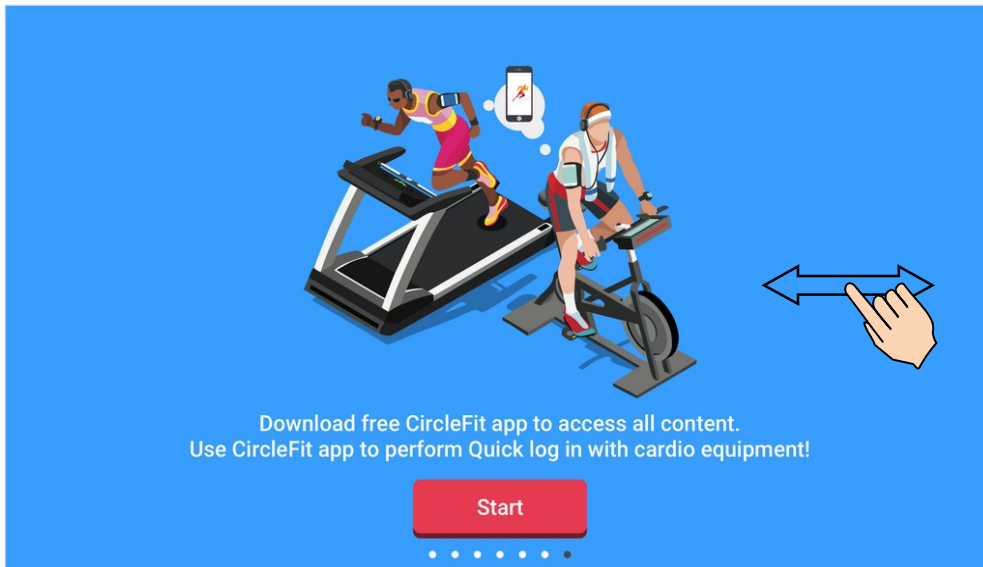 Download free CircleFit app to access all content.
Use CircleFit app to perform Quick log in with cardio equipment!
Start